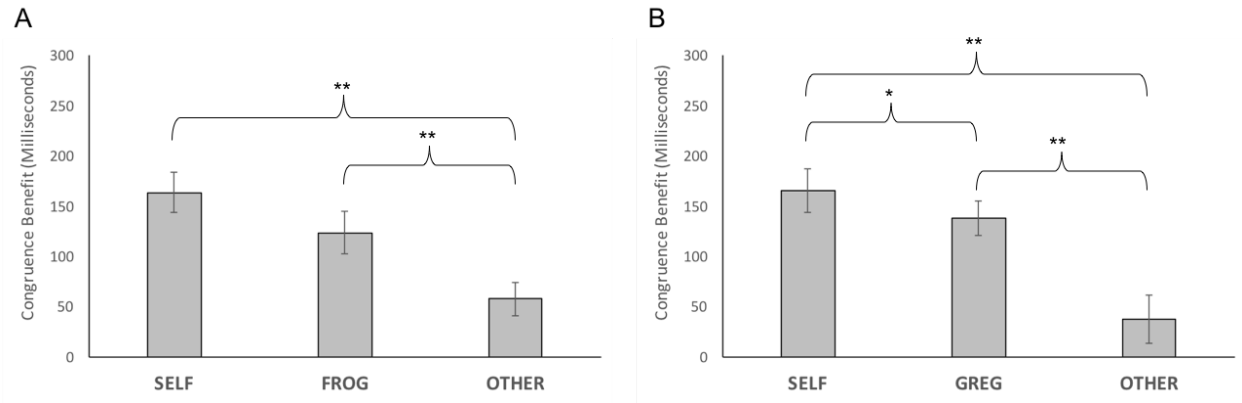 A
Congruence Benefit (Milliseconds)
300
250
200
150
100
50
0
**
**
SELF
FROG
OTHER
B
Congruence Benefit (Milliseconds)
300
250
200
150
100
50
0
**
*
**
SELF
GREG
OTHER